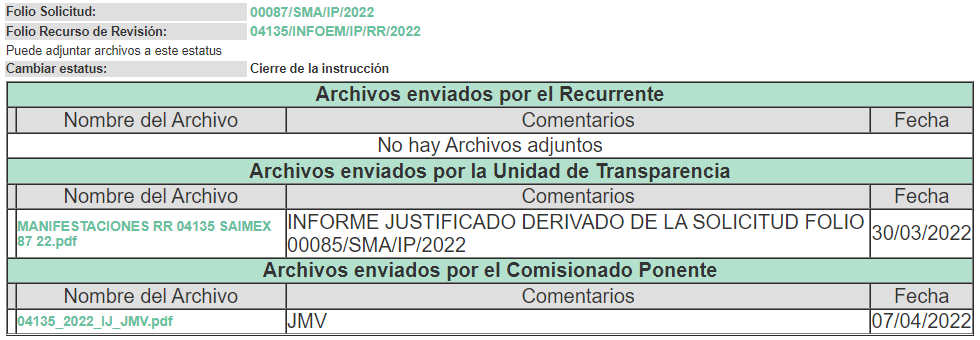 Folio Solicitud: 00087/SMA/IP/2022
Folio Recurso de Revisión: 04135/INFOEM/IP/RR/2022
Puede adjuntar archivos a este estatus
Cambiar estatus: Cierre de la instrucción
Archivos enviados por el Recurrente
Nombre del Archivo Comentarios Fecha
No hay Archivos adjuntos
Archivos enviados por la Unidad de Transparencia
Nombre del Archivo Comentarios Fecha
MANIFESTACIONES RR 04135 SAIMEX INFORME JUSTIFICADO DERIVADO DE LA SOLICITUD FOLIO 30/03/2022
87 22.pdf 00085/SMA/IP/2022
Archivos enviados por el Comisionado Ponente
Nombre del Archivo Comentarios Fecha
04135_2022_IJ_JMV.pdf JMV 07/04/2022